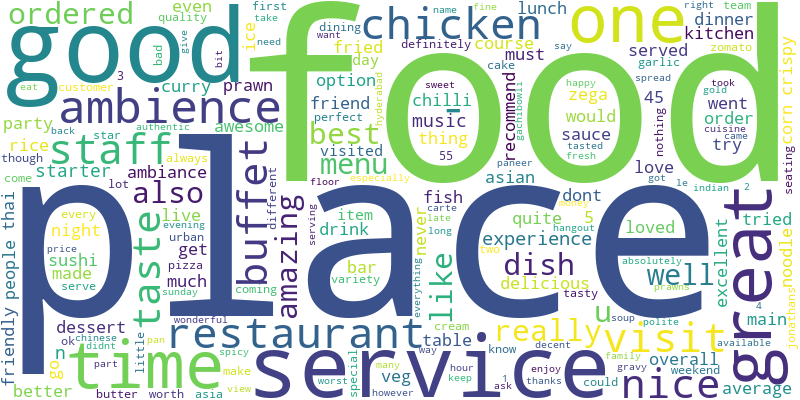 ordered
good
food
one
place
chicken
ambience
staff
service
time
restaurant
great
buffet
taste
also
menu
best
amazing
like
dish
well
really
visit
nice
quality
even
ice
first
take
dining
name
fine
lunch
right
team
need
want
definitely
course
say
dinner
zomato
kitchen
corn crispy
bad
give
bit
fried
day
must
cake
served
garlic
eat
3
customer
curry
prawn
option
friend
perfect
hyderabad
sweet
chilli
music
thing
gachibowli
recommend
zega
would
sauce
happy
spread
45
nothing
took
gold
went
order
cuisine
came
try
seating
party
back
authentic
star
awesome
rice
always
though
ambiance
starter
visited
55
paneer
tasted
fresh
asian
love
got
le
indian
2
come
lot
floor
especially
fish
dont
friendly people thai
every
night
money
live
different
item
carte
late
never
quite
5
hangout
loved
tried
price
evening
urban
get
drink
long
experience
sushi
made
serve
pizza
much
sunday
coming
serving
bar
variety
everything
two
delicious
tasty
absolutely
prawns
excellent
noodle
jonathans
u
4
main
dessert
wonderful
cream
soup
polite
available
ok
chinese
didnt
n
go
little
pan
spicy
special
table
way
know
decent
family
overall
part
make
worst
many
veg
hour
enjoy
gravy
weekend
better
butter
worth
asia
view
however
keep
ask
1
thanks
could
average